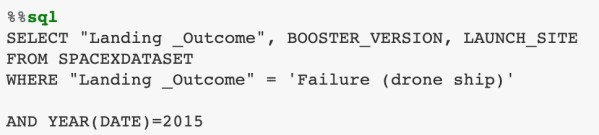 %%sql
SELECT "Landing _Outcome", BOOSTER_VERSION, LAUNCH_SITE
FROM SPACEXDATASET
WHERE "Landing _Outcome" = 'Failure (drone ship)'
AND YEAR(DATE)=2015